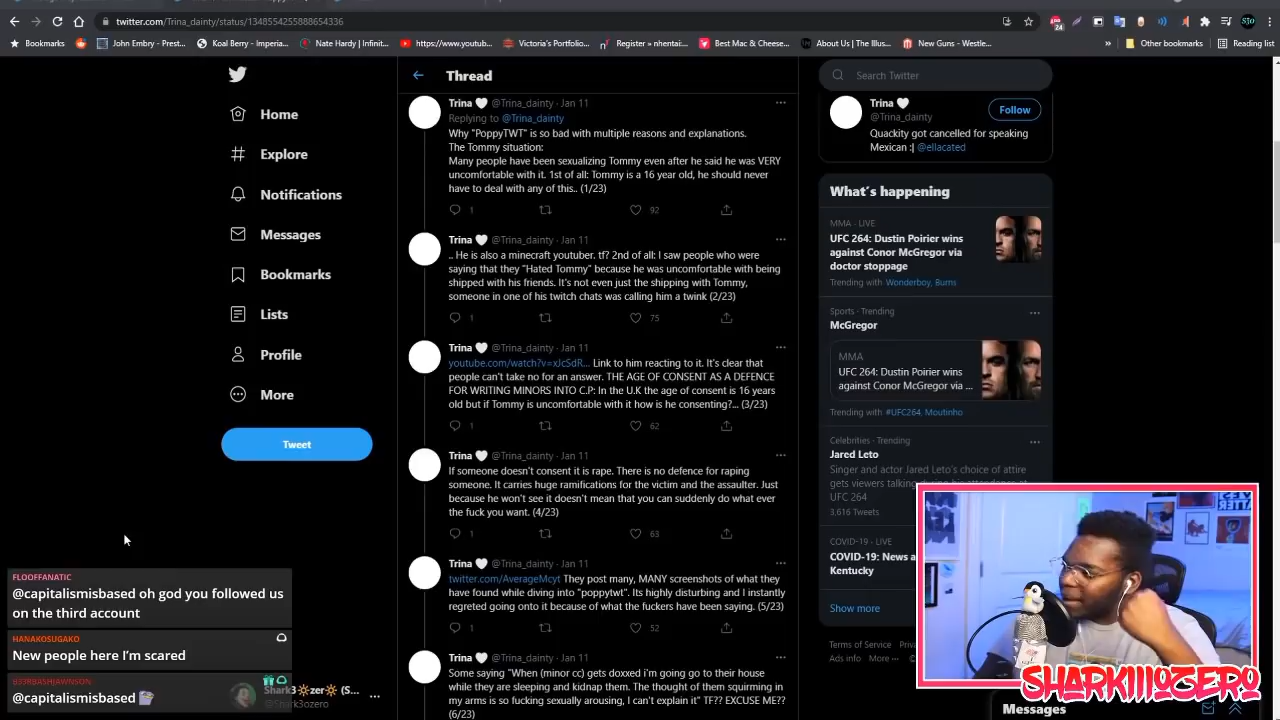 twitter.com/Trina_dainty/status/1348554255888654336
24
Bookmarks
John Embry - Prest...
Koal Berry - Imperia...
Nate Hardy | Infinit...
https://www.youtub...
Victoria's Portfolio...
Register » nhentai:...
Best Mac & Cheese...
About Us | The Illus...
New Guns - Westle...
»
Other bookmarks
Reading list
Home
Explore
Notifications
Messages
Bookmarks
Lists
Profile
More
Tweet
Thread
Trina 🤍 @Trina_dainty · Jan 11
Replying to @Trina_dainty
Why "PoppyTWT" is so bad with multiple reasons and explanations.
The Tommy situation:
Many people have been sexualizing Tommy even after he said he was VERY
uncomfortable with it. 1st of all: Tommy is a 16 year old, he should never
have to deal with any of this.. (1/23)
1 92
Trina 🤍 @Trina_dainty · Jan 11
.. He is also a minecraft youtuber. tf? 2nd of all: I saw people who were
saying that they "Hated Tommy" because he was uncomfortable with being
shipped with his friends. It's not even just the shipping with Tommy,
someone in one of his twitch chats was calling him a twink (2/23)
1 75
Trina 🤍 @Trina_dainty · Jan 11
youtube.com/watch?v=xJcSdR... Link to him reacting to it. It's clear that
people can't take no for an answer. THE AGE OF CONSENT AS A DEFENCE
FOR WRITING MINORS INTO C.P: In the U.K the age of consent is 16 years
old but if Tommy is uncomfortable with it how is he consenting?... (3/23)
1 62
Trina 🤍 @Trina_dainty · Jan 11
If someone doesn't consent it is rape. There is no defence for raping
someone. It carries huge ramifications for the victim and the assaulter. Just
because he won't see it doesn't mean that you can suddenly do what ever
the fuck you want. (4/23)
1 63
Trina 🤍 @Trina_dainty · Jan 11
twitter.com/AverageMcyt They post many, MANY screenshots of what they
have found while diving into "poppytwt". Its highly disturbing and I instantly
regretted going onto it because of what the fuckers have been saying. (5/23)
1 52
Trina 🤍 @Trina_dainty · Jan 11
Some saying "When (minor cc) gets doxxed i'm going to their house
while they are sleeping and kidnap them. The thought of them squirming in
my arms is so fucking sexually arousing, I can't explain it" TF?? EXCUSE ME??
(6/23)
Search Twitter
Trina 🤍
@Trina_dainty
Follow
Quackity got cancelled for speaking
Mexican :| @ellacated
What's happening
MMA · LIVE
UFC 264: Dustin Poirier wins
against Conor McGregor via
doctor stoppage
Trending with Wonderboy, Burns
Sports · Trending
McGregor
MMA
UFC 264: Dustin Poirier wins
against Conor McGregor via ...
Trending with #UFC264, Moutinho
Celebrities · Trending
Jared Leto
Singer and actor Jared Leto's choice of attire
gets viewers talking during his attendance at
UFC 264
3,616 Tweets
COVID-19 · LIVE
COVID-19: News a
Kentucky
Show more
Terms of Service Priva
Ad info More ···
Messages
FLOOFANATIC
@capitalismisbased oh god you followed us
on the third account
HANAKOSUGAKO
New people here I'm scared
@capitalismisbased
@Shark3ozero
SHARKIIIOZERO